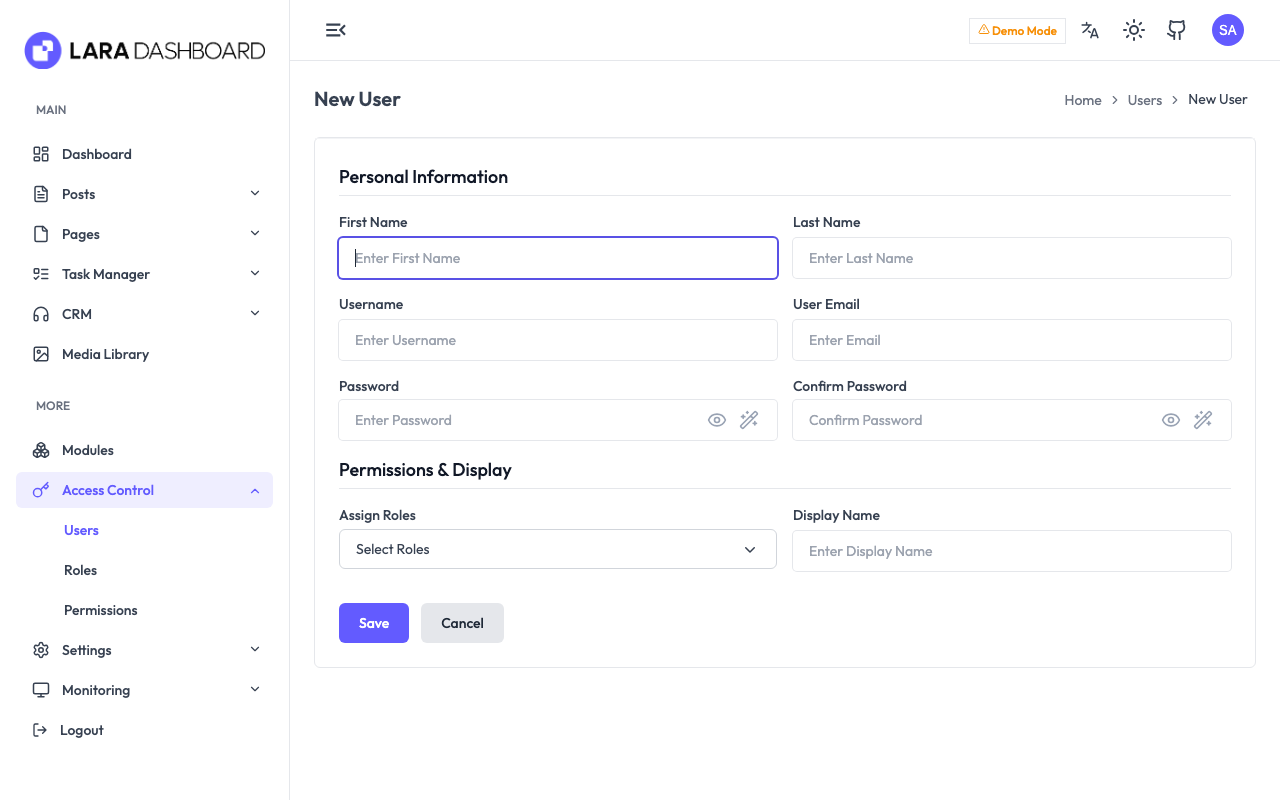 LARA DASHBOARD
MAIN
Dashboard
Posts
Pages
Task Manager
CRM
Media Library
MORE
Modules
Access Control
Users
Roles
Permissions
Settings
Monitoring
Logout
Demo Mode
SA
New User
Home > Users > New User
Personal Information
First Name
Enter First Name
Last Name
Enter Last Name
Username
Enter Username
User Email
Enter Email
Password
Enter Password
Confirm Password
Confirm Password
Permissions & Display
Assign Roles
Select Roles
Display Name
Enter Display Name
Save
Cancel